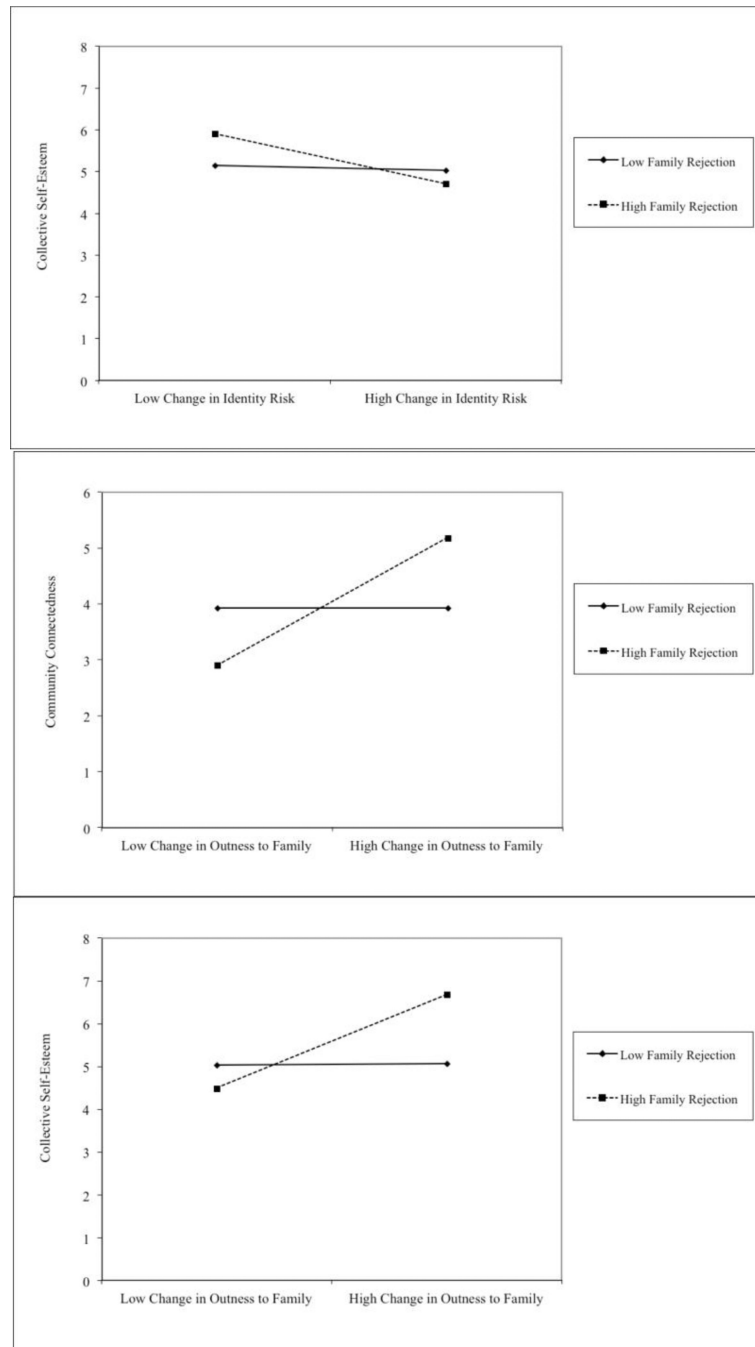 8
7
6
5
4
3
2
1
0
Collective Self-Esteem
Low Change in Identity Risk
High Change in Identity Risk
Low Family Rejection
High Family Rejection
6
5
4
3
2
1
0
Community Connectedness
Low Change in Outness to Family
High Change in Outness to Family
Low Family Rejection
High Family Rejection
8
7
6
5
4
3
2
1
0
Collective Self-Esteem
Low Change in Outness to Family
High Change in Outness to Family
Low Family Rejection
High Family Rejection